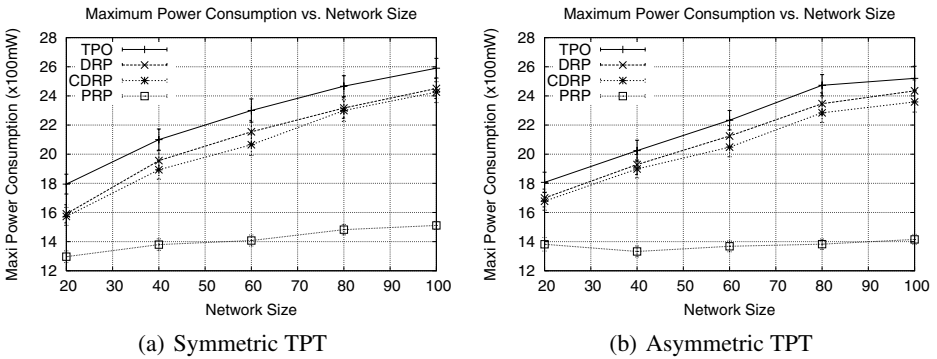 Maximum Power Consumption vs. Network Size
Maxi Power Consumption (x100mW)
28
26
24
22
20
18
16
14
12
TPO
DRP
CDRP
PRP
20 30 40 50 60 70 80 90 100
Network Size
(a) Symmetric TPT
Maximum Power Consumption vs. Network Size
Maxi Power Consumption (x100mW)
28
26
24
22
20
18
16
14
12
TPO
DRP
CDRP
PRP
20 30 40 50 60 70 80 90 100
Network Size
(b) Asymmetric TPT